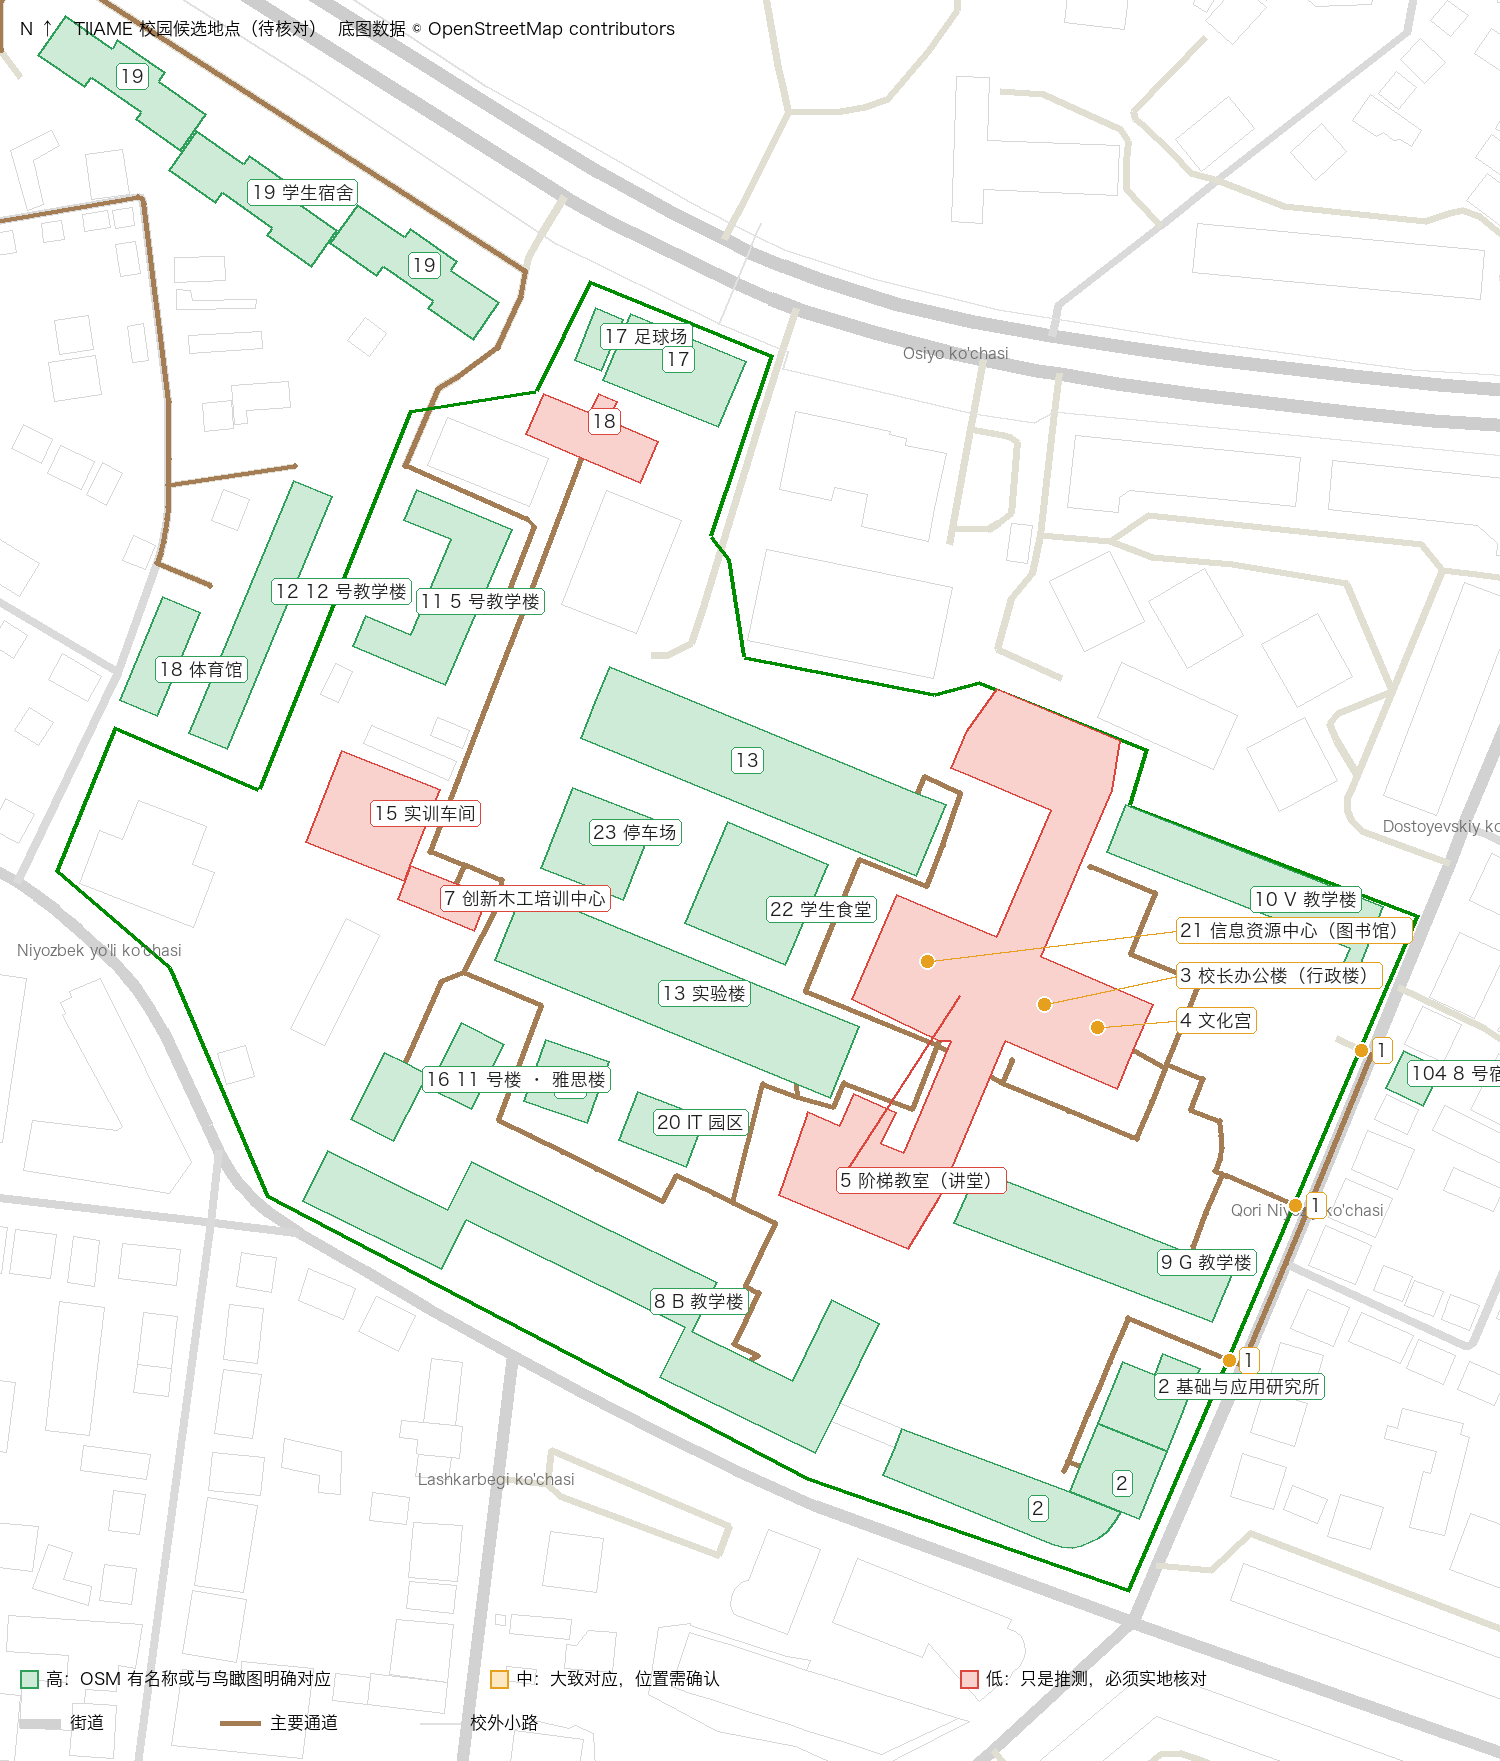 N ↑ TIIAME 校园候选地点（待核对） 底图数据 © OpenStreetMap contributors
19
19 学生宿舍
19
17 足球场
17
Osiyo ko'chasi
18
12 12 号教学楼
11 5 号教学楼
18 体育馆
13
15 实训车间
23 停车场
Dostoyevskiy ko
7 创新木工培训中心
22 学生食堂
10 V 教学楼
21 信息资源中心（图书馆）
Niyozbek yo'li ko'chasi
3 校长办公楼（行政楼）
13 实验楼
4 文化宫
1
16 11 号楼 · 雅思楼
104 8 号宿
20 IT 园区
5 阶梯教室（讲堂）
1
Qori Niy ko'chasi
9 G 教学楼
8 B 教学楼
1
2 基础与应用研究所
Lashkarbegi ko'chasi
2
2
高：OSM 有名称或与鸟瞰图明确对应
中：大致对应，位置需确认
低：只是推测，必须实地核对
街道
主要通道
校外小路